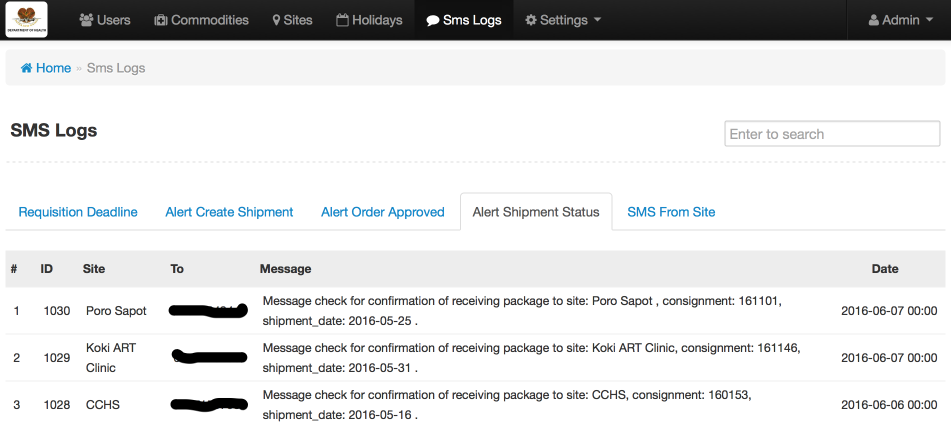 DEPARTMENT OF HEALTH
Users Commodities Sites Holidays Sms Logs Settings Admin
Home » Sms Logs
SMS Logs
Enter to search
Requisition Deadline Alert Create Shipment Alert Order Approved Alert Shipment Status SMS From Site
# ID Site To Message Date
1 1030 Poro Sapot Message check for confirmation of receiving package to site: Poro Sapot , consignment: 161101, 2016-06-07 00:00
shipment_date: 2016-05-25 .
2 1029 Koki ART Message check for confirmation of receiving package to site: Koki ART Clinic, consignment: 161146, 2016-06-07 00:00
Clinic shipment_date: 2016-05-31 .
3 1028 CCHS Message check for confirmation of receiving package to site: CCHS, consignment: 160153, 2016-06-06 00:00
shipment_date: 2016-05-16 .